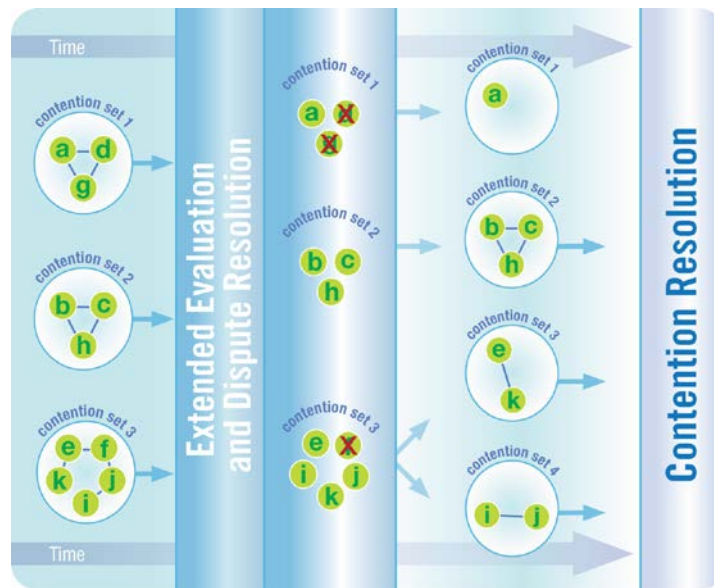 Time
contention set 1
a d
g
contention set 2
b c
h
contention set 3
e f
k j
i
Time
Extended Evaluation
and Dispute Resolution
contention set 1
a
contention set 2
b c
h
contention set 3
e
i j
k
contention set 1
a
contention set 2
b c
h
contention set 3
e
k
contention set 4
i j
Contention Resolution